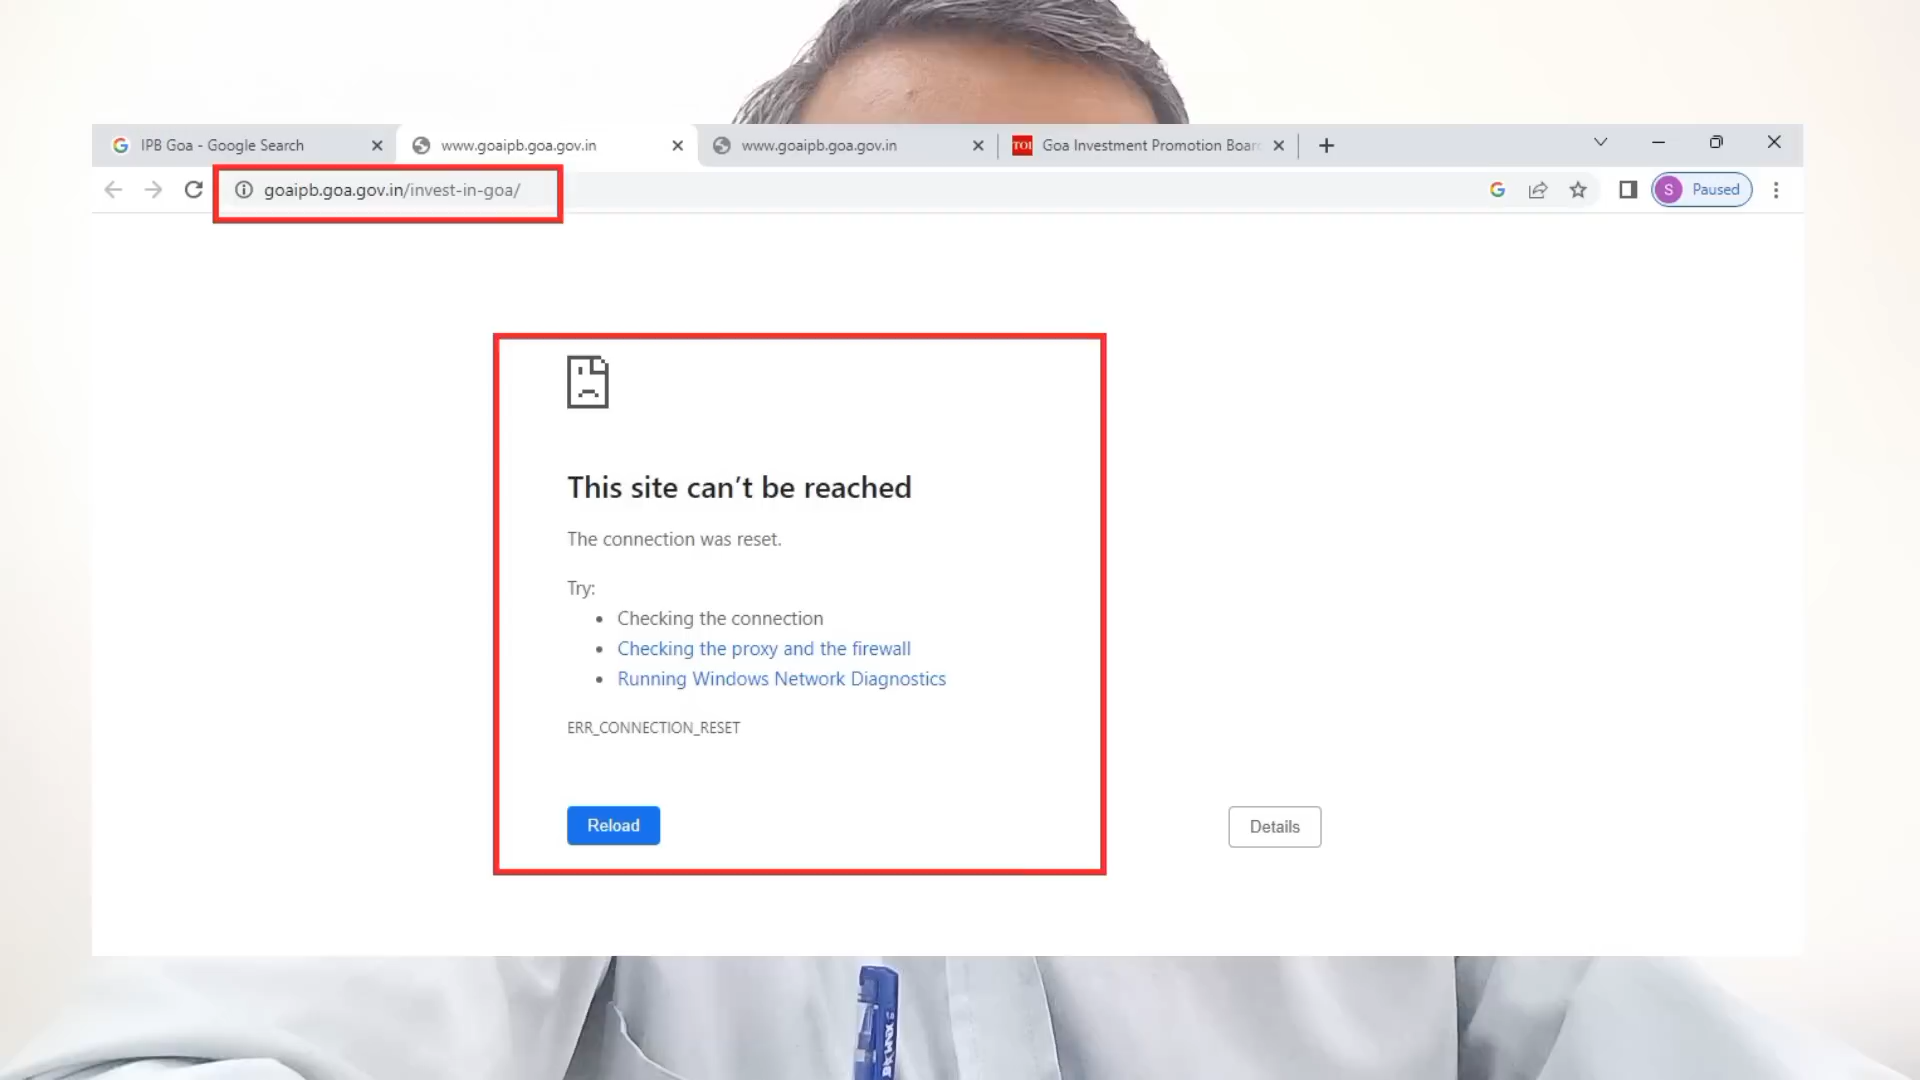 IPB Goa - Google Search
www.goaipb.goa.gov.in
www.goaipb.goa.gov.in
TOI
Goa Investment Promotion Boar
goaipb.goa.gov.in/invest-in-goa/
S
Paused
This site can't be reached
The connection was reset.
Try:
• Checking the connection
• Checking the proxy and the firewall
• Running Windows Network Diagnostics
ERR_CONNECTION_RESET
Reload
Details